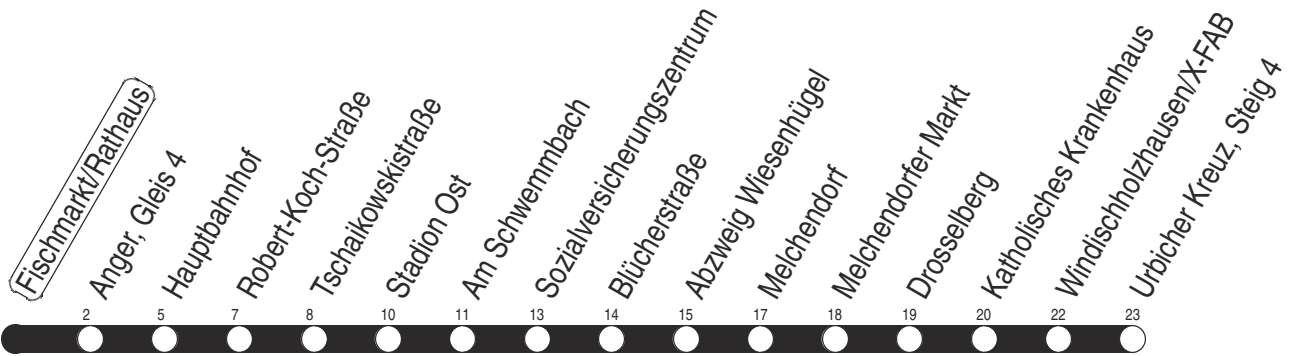 Fischmarkt/Rathaus
Anger, Gleis 4
Hauptbahnhof
Robert-Koch-Straße
Tschaikowskistraße
Stadion Ost
Am Schwemmbach
Sozialversicherungszentrum
Blücherstraße
Abzweig Wiesenhügel
Melchendorf
Melchendorfer Markt
Drosselberg
Katholisches Krankenhaus
Windischholzhausen/X-FAB
Urbicher Kreuz, Steig 4
2 5 7 8 10 11 13 14 15 17 18 19 20 22 23